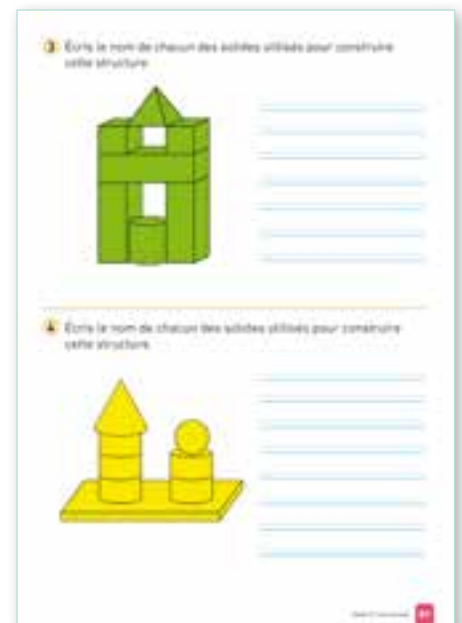 3 Écris le nom de chacun des solides utilisés pour construire
cette structure.
4 Écris le nom de chacun des solides utilisés pour construire
cette structure.